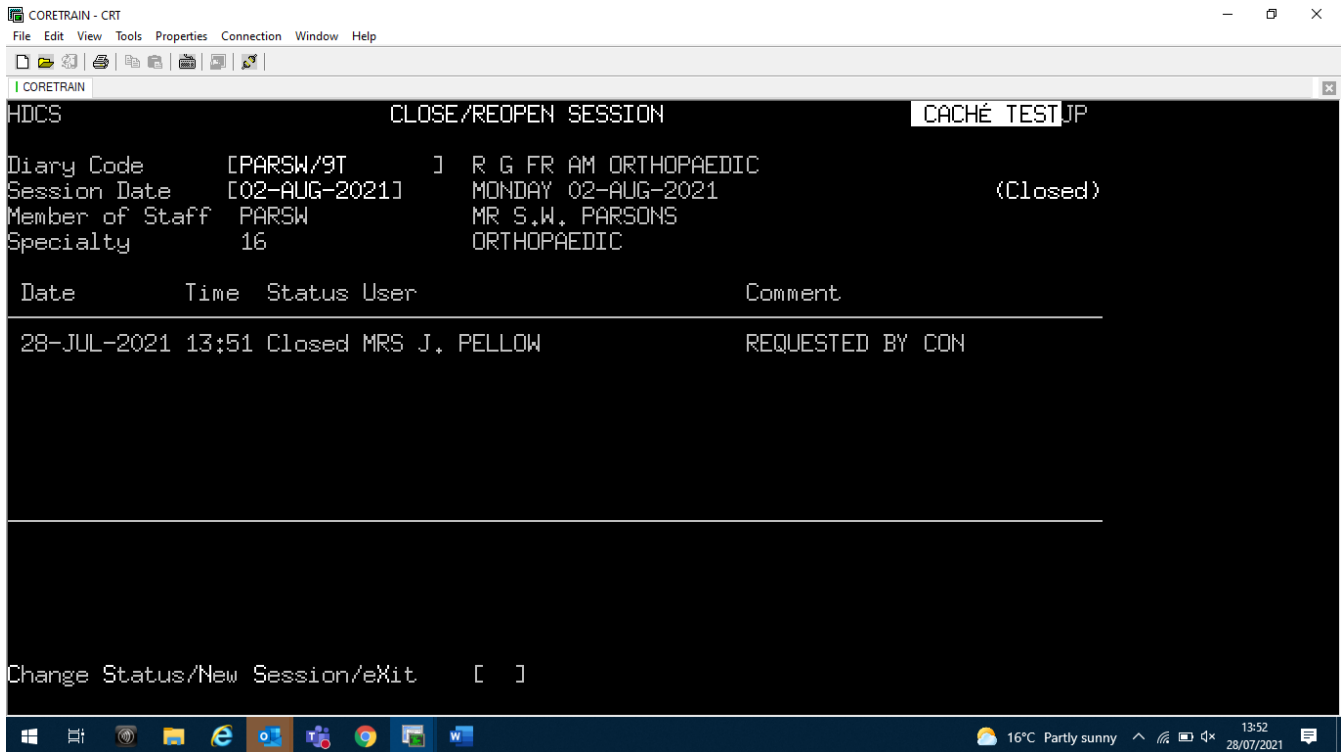 CORETRAIN - CRT
File Edit View Tools Properties Connection Window Help
CORETRAIN
HDCS CLOSE/REOPEN SESSION CACHÉ TESTJP
Diary Code [PARSW/9T ] R G FR AM ORTHOPAEDIC
Session Date [02-AUG-2021] MONDAY 02-AUG-2021 (Closed)
Member of Staff PARSW MR S.W. PARSONS
Specialty 16 ORTHOPAEDIC
Date Time Status User Comment
28-JUL-2021 13:51 Closed MRS J. PELLOW REQUESTED BY CON
Change Status/New Session/eXit [ ]
16°C Partly sunny 13:52
28/07/2021